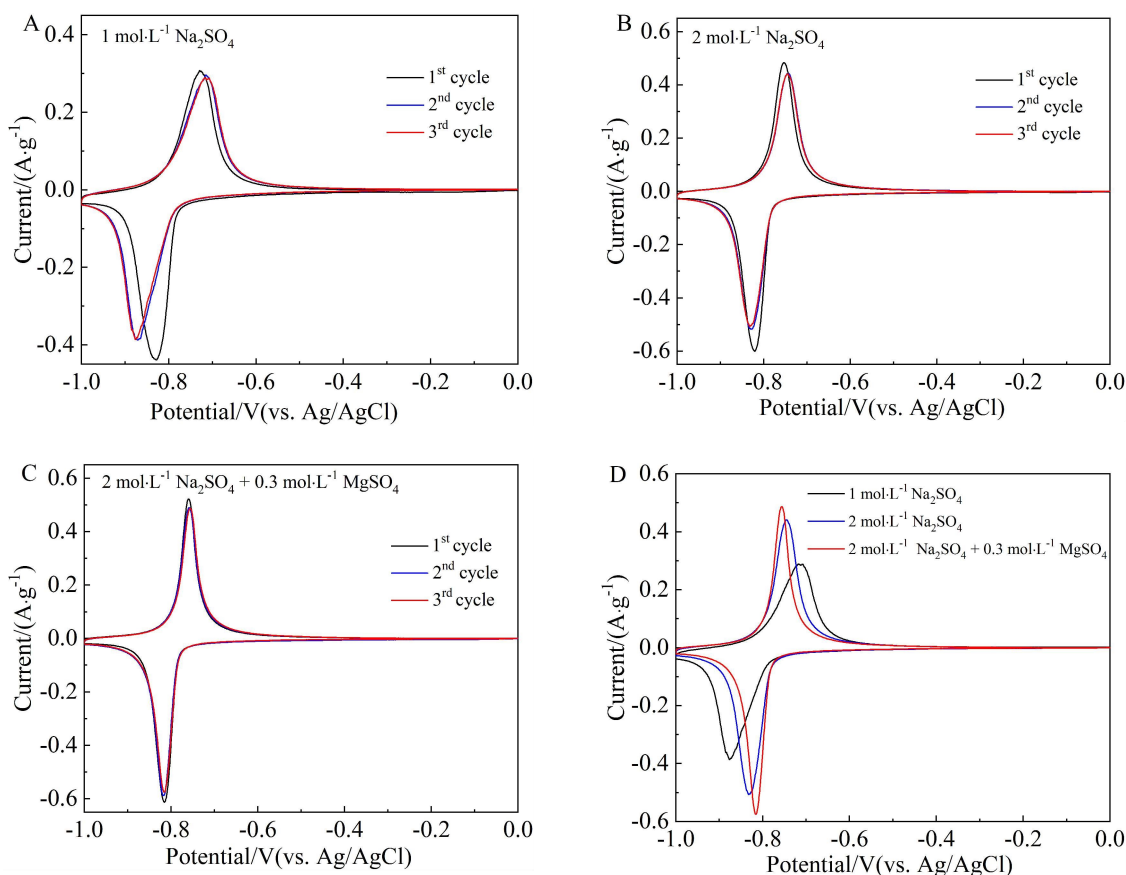 A
1 mol·L⁻¹ Na₂SO₄
1ˢᵗ cycle
2ⁿᵈ cycle
3ʳᵈ cycle
0.4
0.2
0.0
-0.2
-0.4
Current/(A·g⁻¹)
-1.0 -0.8 -0.6 -0.4 -0.2 0.0
Potential/V(vs. Ag/AgCl)
B
2 mol·L⁻¹ Na₂SO₄
1ˢᵗ cycle
2ⁿᵈ cycle
3ʳᵈ cycle
0.6
0.4
0.2
0.0
-0.2
-0.4
-0.6
Current/(A·g⁻¹)
-1.0 -0.8 -0.6 -0.4 -0.2 0.0
Potential/V(vs. Ag/AgCl)
C
2 mol·L⁻¹ Na₂SO₄ + 0.3 mol·L⁻¹ MgSO₄
1ˢᵗ cycle
2ⁿᵈ cycle
3ʳᵈ cycle
0.6
0.4
0.2
0.0
-0.2
-0.4
-0.6
Current/(A·g⁻¹)
-1.0 -0.8 -0.6 -0.4 -0.2 0.0
Potential/V(vs. Ag/AgCl)
D
1 mol·L⁻¹ Na₂SO₄
2 mol·L⁻¹ Na₂SO₄
2 mol·L⁻¹ Na₂SO₄ + 0.3 mol·L⁻¹ MgSO₄
0.6
0.4
0.2
0.0
-0.2
-0.4
-0.6
Current/(A·g⁻¹)
-1.0 -0.8 -0.6 -0.4 -0.2 0.0
Potential/V(vs. Ag/AgCl)